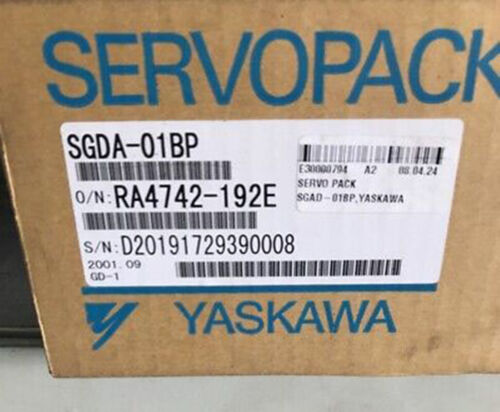 SERVOPACK
SGDA-01BP
O/N:RA4742-192E
S/N:D20191729390008
2001.09
GD-1
E30000794 A2 08.04.24
SERVO PACK
SGAD-01BP,YASKAWA
YASKAWA